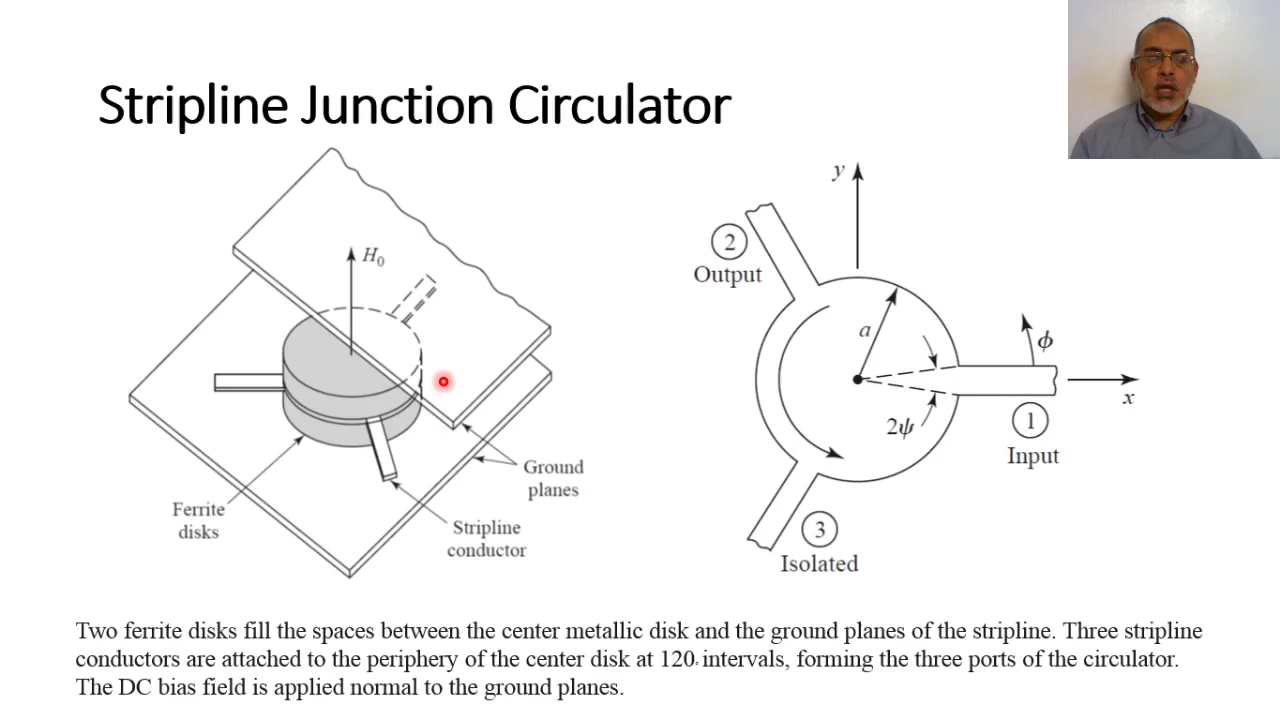 Stripline Junction Circulator
H₀
Ferrite
disks
Ground
planes
Stripline
conductor
y
2
Output
a
ϕ
x
2ψ
1
Input
3
Isolated
Two ferrite disks fill the spaces between the center metallic disk and the ground planes of the stripline. Three stripline
conductors are attached to the periphery of the center disk at 120◦ intervals, forming the three ports of the circulator.
The DC bias field is applied normal to the ground planes.